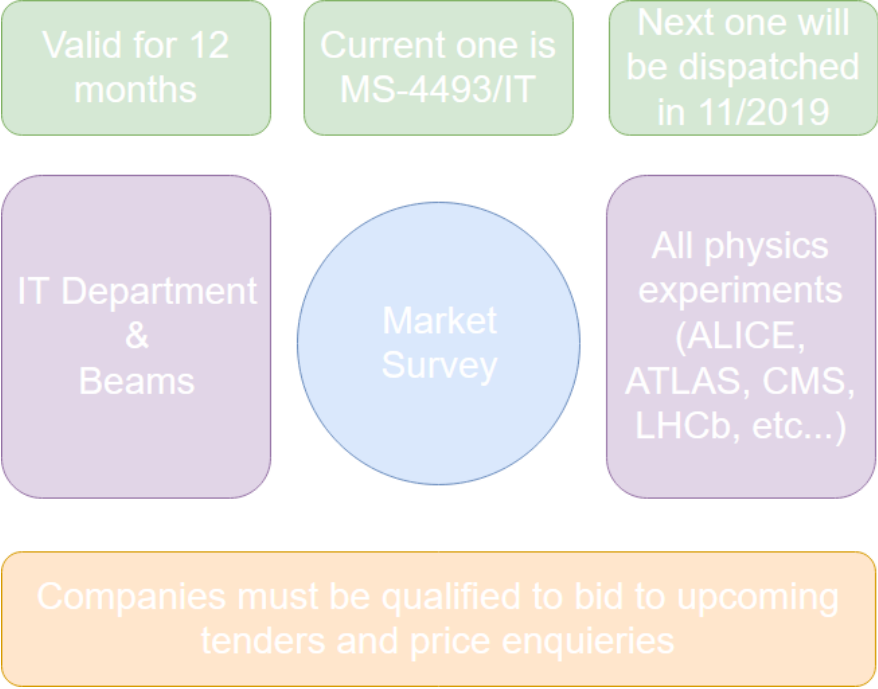 Valid for 12
months
Current one is
MS-4493/IT
Next one will
be dispatched
in 11/2019
IT Department
&
Beams
Market
Survey
All physics
experiments
(ALICE,
ATLAS, CMS,
LHCb, etc...)
Companies must be qualified to bid to upcoming
tenders and price enquieries